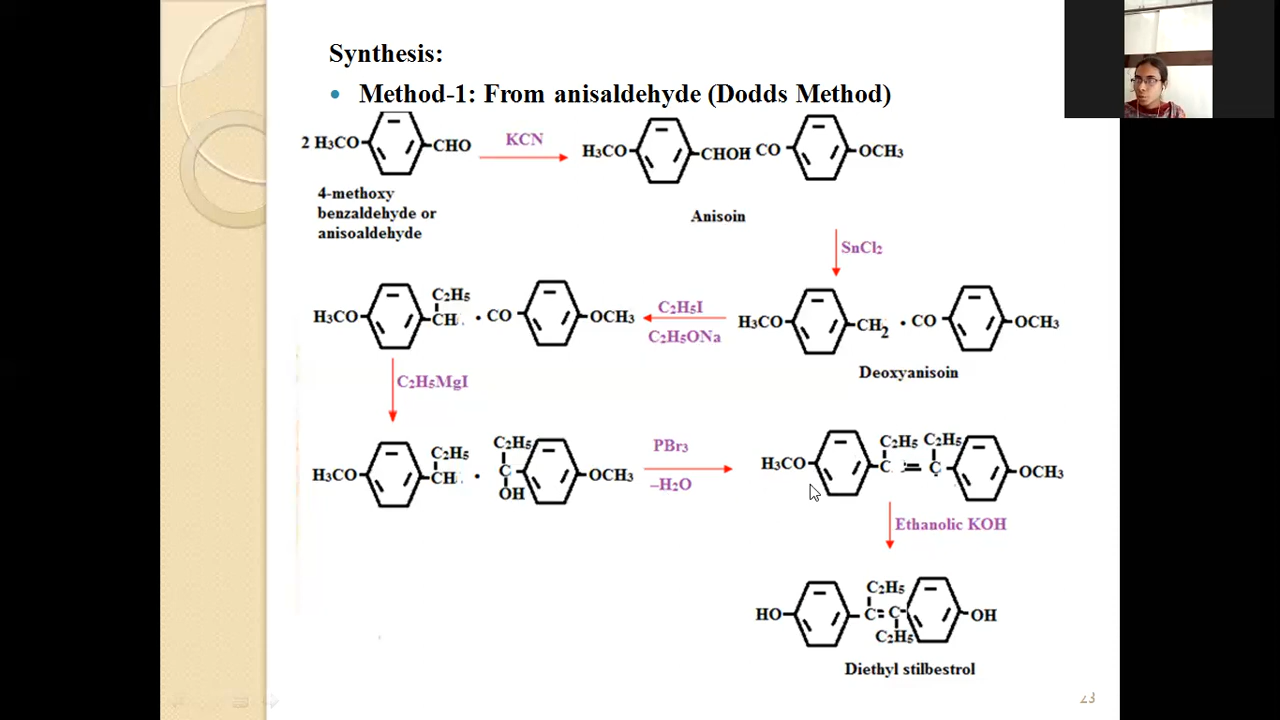 Synthesis:
• Method-1: From anisaldehyde (Dodds Method)
2 H₃CO CHO
KCN
H₃CO CHOH CO OCH₃
4-methoxy
benzaldehyde or
anisoaldehyde
Anisoin
SnCl₂
H₃CO C₂H₅ CH . • CO OCH₃
C₂H₅I
C₂H₅ONa
H₃CO CH₂ • CO OCH₃
Deoxyanisoin
C₂H₅MgI
H₃CO C₂H₅ CH . • C₂H₅ C OH OCH₃
PBr₃
–H₂O
H₃CO C₂H₅ C = C₂H₅ C OCH₃
Ethanolic KOH
HO C₂H₅ C = C C₂H₅ OH
Diethyl stilbestrol
23